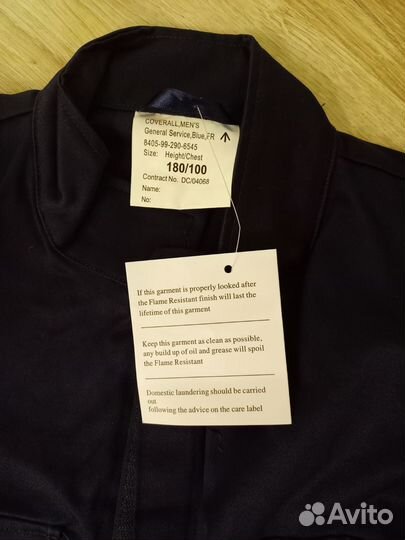 COVERALL,MEN'S
General Service,Blue,FR
8405-99-290-6545
Size: Height/Chest
180/100
Contract No. DC/04068
Name:
No:
If this garment is properly looked after
the Flame Resistant finish will last the
lifetime of this garment
Keep this garment as clean as possible,
any build up of oil and grease will spoil
the Flame Resistant
Domestic laundering should be carried
out
following the advice on the care label
Avito